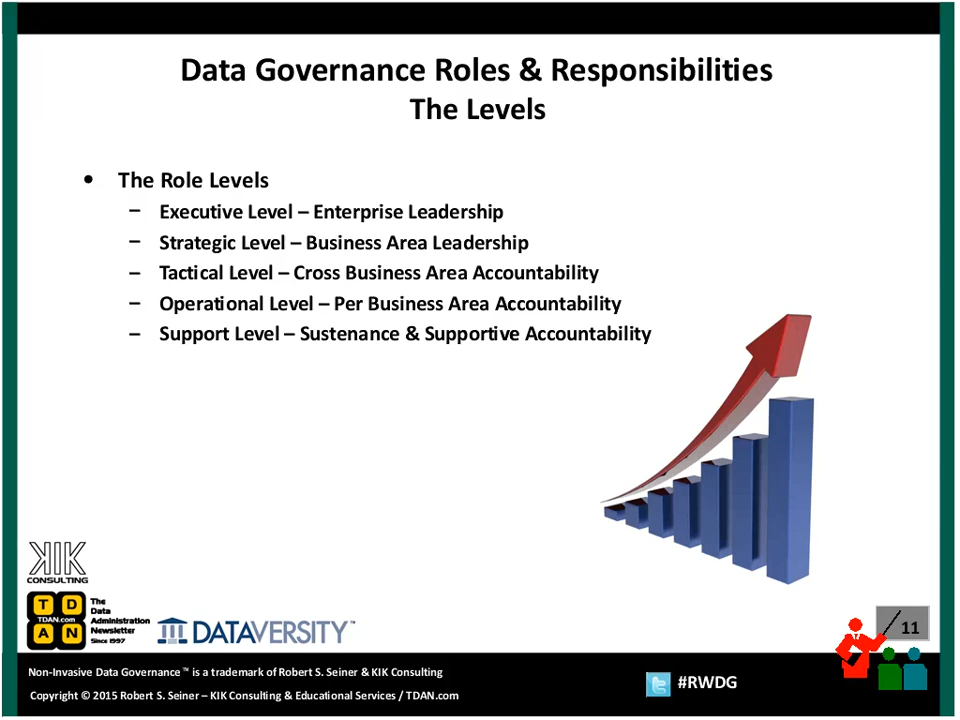 Data Governance Roles & Responsibilities
The Levels
• The Role Levels
– Executive Level – Enterprise Leadership
– Strategic Level – Business Area Leadership
– Tactical Level – Cross Business Area Accountability
– Operational Level – Per Business Area Accountability
– Support Level – Sustenance & Supportive Accountability
KIK
CONSULTING
T D
TDAN.com
A N
The
Data
Administration
Newsletter
Since 1997
DATAVERSITY™
11
Non-Invasive Data Governance™ is a trademark of Robert S. Seiner & KIK Consulting
Copyright © 2015 Robert S. Seiner – KIK Consulting & Educational Services / TDAN.com
#RWDG